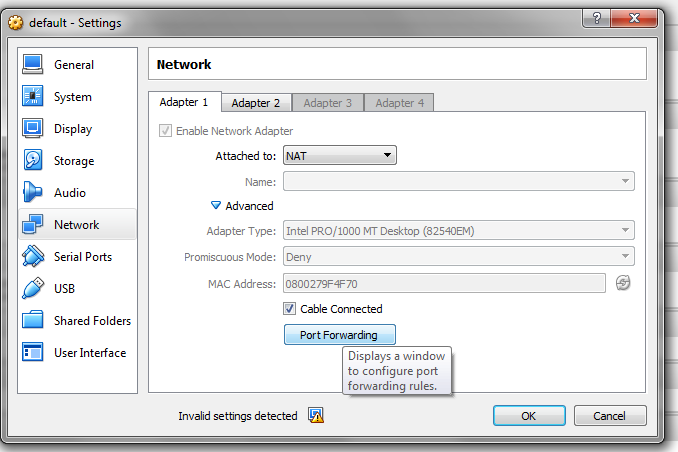 default - Settings
?
General
System
Display
Storage
Audio
Network
Serial Ports
USB
Shared Folders
User Interface
Network
Adapter 1 Adapter 2 Adapter 3 Adapter 4
Enable Network Adapter
Attached to: NAT
Name:
Advanced
Adapter Type: Intel PRO/1000 MT Desktop (82540EM)
Promiscuous Mode: Deny
MAC Address: 0800279F4F70
Cable Connected
Port Forwarding
Displays a window
to configure port
forwarding rules.
Invalid settings detected
OK Cancel